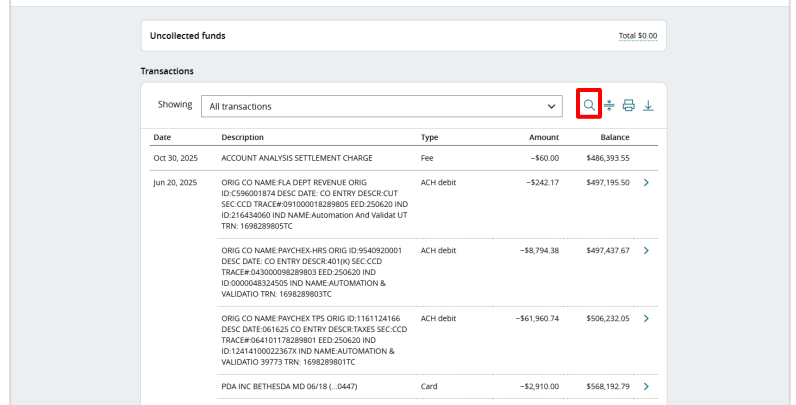 Uncollected funds Total $0.00
Transactions
Showing All transactions
Date Description Type Amount Balance
Oct 30, 2025 ACCOUNT ANALYSIS SETTLEMENT CHARGE Fee −$60.00 $486,393.55
Jun 20, 2025 ORIG CO NAME:FLA DEPT REVENUE ORIG ACH debit −$242.17 $497,195.50
ID:C596001874 DESC DATE: CO ENTRY DESCR:CUT
SEC:CCD TRACE#:091000018289805 EED:250620 IND
ID:216434060 IND NAME:Automation And Validat UT
TRN: 1698289805TC
ORIG CO NAME:PAYCHEX-HRS ORIG ID:9540920001 ACH debit −$8,794.38 $497,437.67
DESC DATE: CO ENTRY DESCR:401(K) SEC:CCD
TRACE#:043000098289803 EED:250620 IND
ID:0000048324505 IND NAME:AUTOMATION &
VALIDATIO TRN: 1698289803TC
ORIG CO NAME:PAYCHEX TPS ORIG ID:1161124166 ACH debit −$61,960.74 $506,232.05
DESC DATE:061625 CO ENTRY DESCR:TAXES SEC:CCD
TRACE#:064101178289801 EED:250620 IND
ID:12414100022367X IND NAME:AUTOMATION &
VALIDATIO 39773 TRN: 1698289801TC
PDA INC BETHESDA MD 06/18 (...0447) Card −$2,910.00 $568,192.79